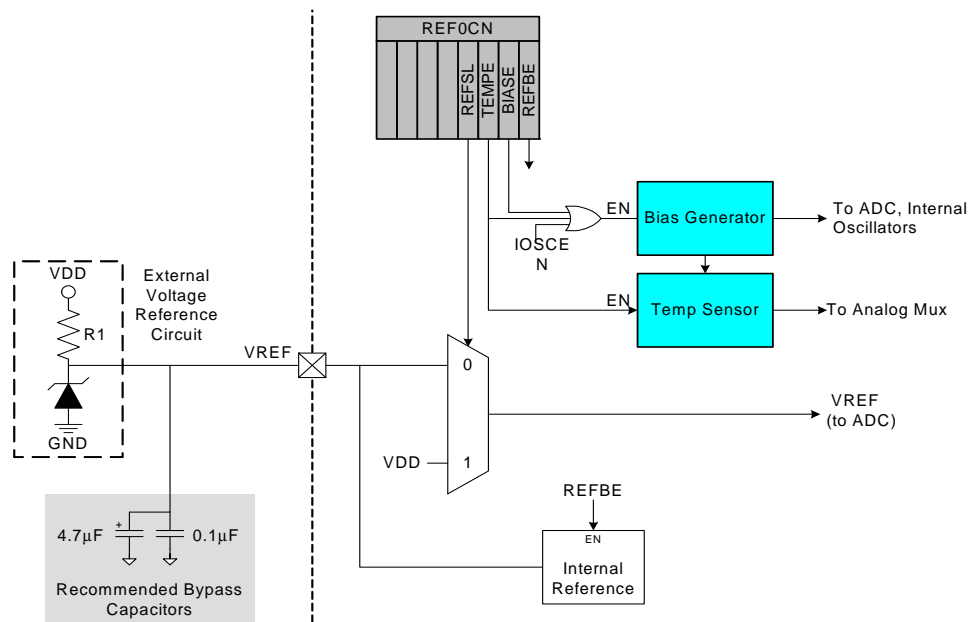 REF0CN
REFSL
TEMPE
BIASE
REFBE
EN
Bias Generator
To ADC, Internal
Oscillators
IOSCE
N
EN
Temp Sensor
To Analog Mux
VDD
External
Voltage
Reference
Circuit
R1
VREF
GND
0
VREF
(to ADC)
VDD
1
REFBE
EN
Internal
Reference
4.7μF
+
0.1μF
Recommended Bypass
Capacitors